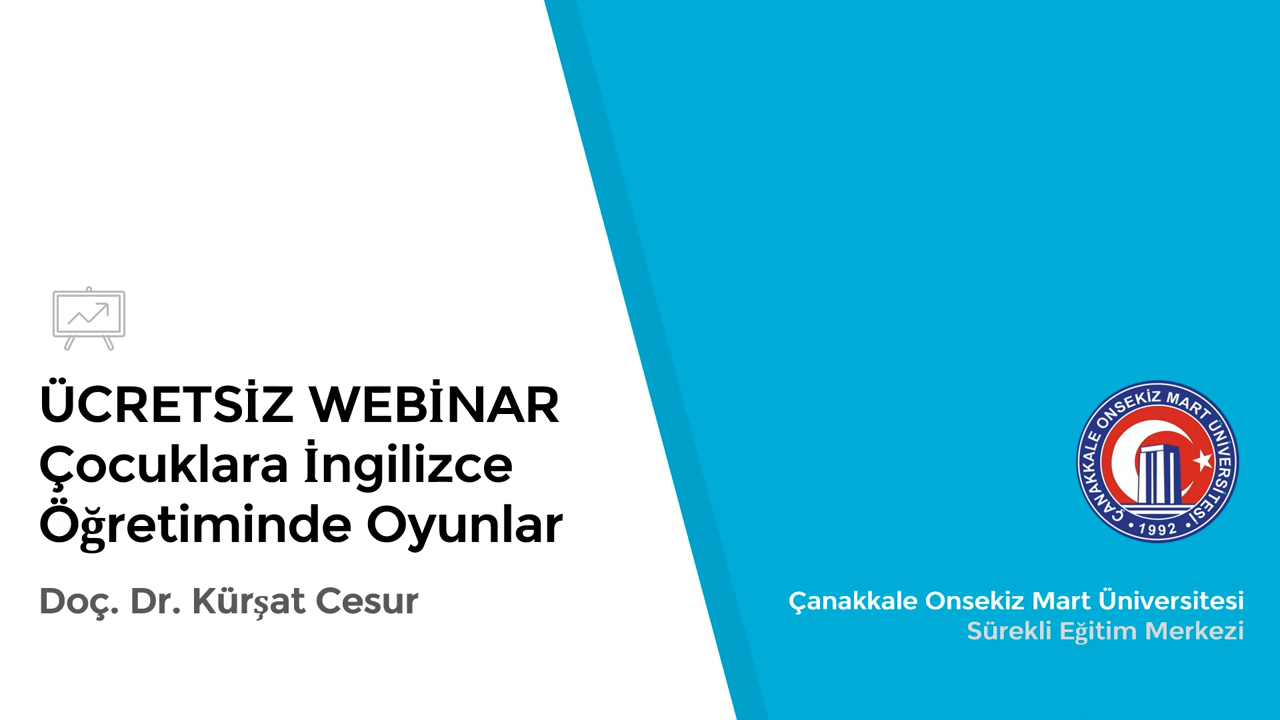 ÜCRETSİZ WEBİNAR
Çocuklara İngilizce
Öğretiminde Oyunlar
Doç. Dr. Kürşat Cesur
ÇANAKKALE ONSEKİZ MART ÜNİVERSİTESİ
• 1992 •
Çanakkale Onsekiz Mart Üniversitesi
Sürekli Eğitim Merkezi